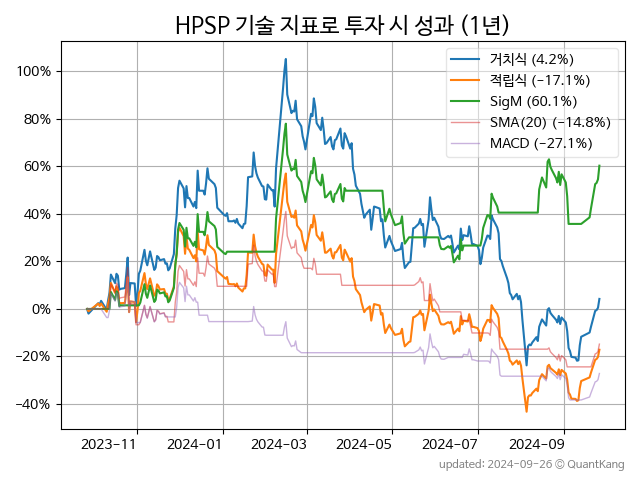 HPSP 기술 지표로 투자 시 성과 (1년)
거치식 (4.2%)
적립식 (−17.1%)
SigM (60.1%)
SMA(20) (−14.8%)
MACD (−27.1%)
100%
80%
60%
40%
20%
0%
−20%
−40%
2023-11 2024-01 2024-03 2024-05 2024-07 2024-09
updated: 2024-09-26 © QuantKang